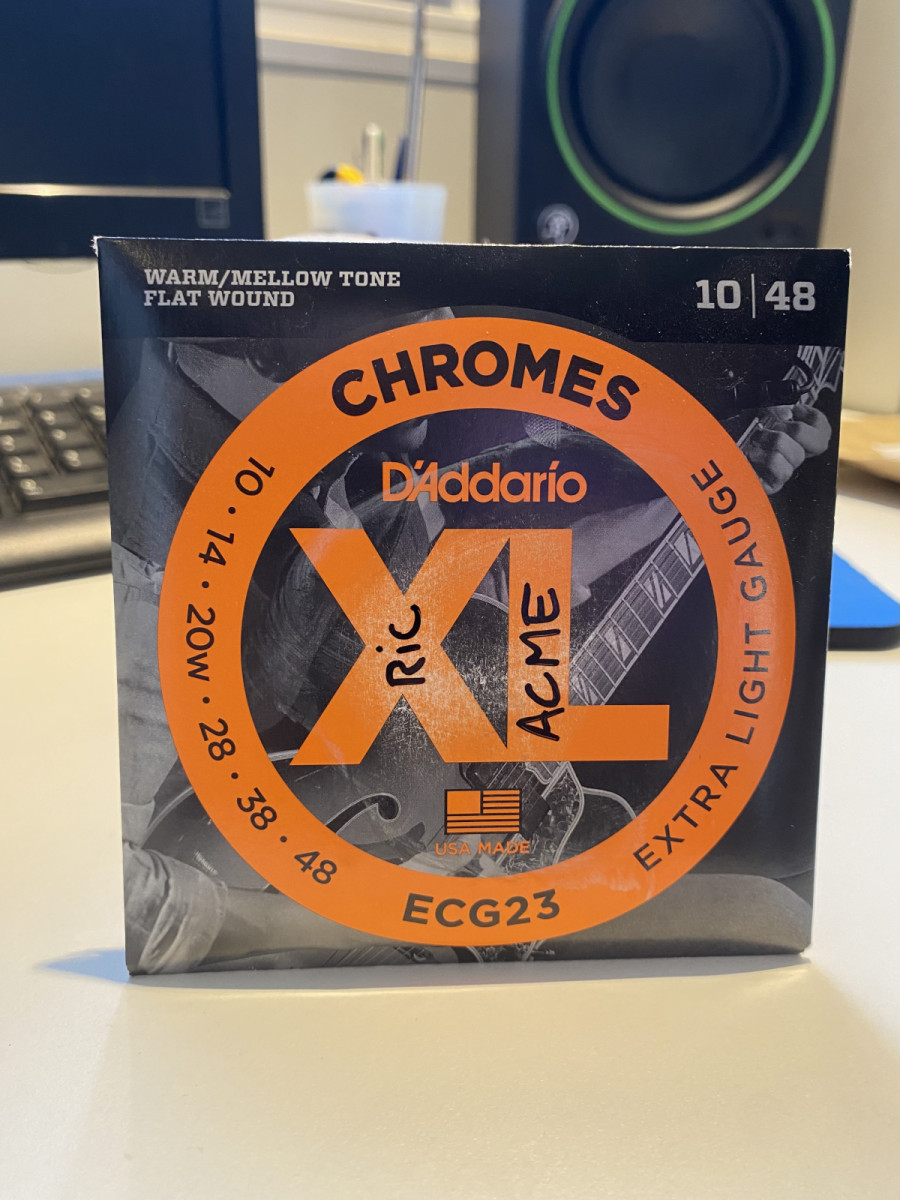 WARM/MELLOW TONE
FLAT WOUND
10|48
CHROMES
D'Addario
XL
Ric
ACME
10 • 14 • 20w • 28 • 38 • 48
EXTRA LIGHT GAUGE
USA MADE
ECG23